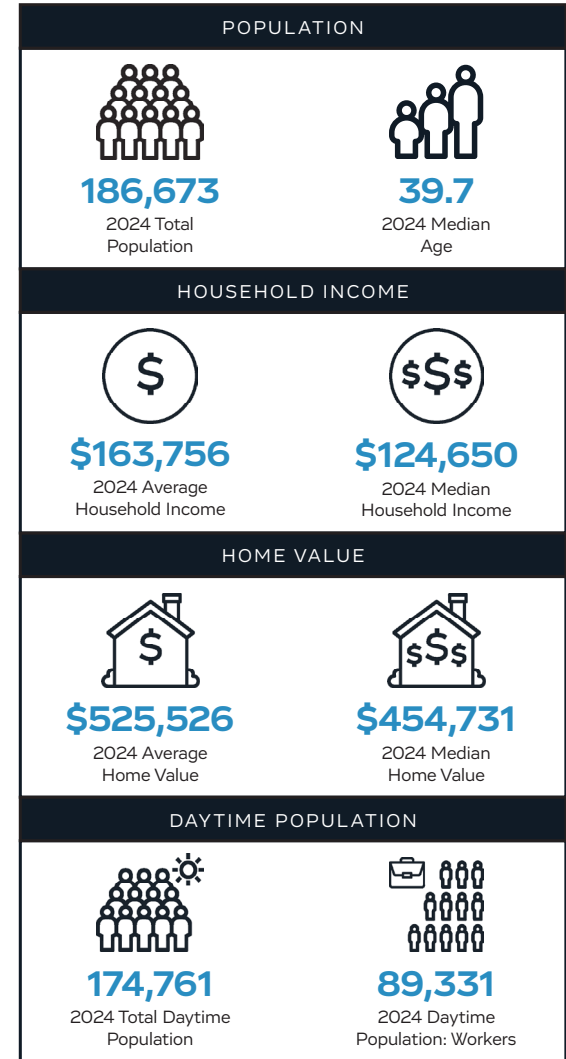 POPULATION
186,673
2024 Total
Population
39.7
2024 Median
Age
HOUSEHOLD INCOME
$
$163,756
2024 Average
Household Income
$$$
$124,650
2024 Median
Household Income
HOME VALUE
$
$525,526
2024 Average
Home Value
$$$
$454,731
2024 Median
Home Value
DAYTIME POPULATION
174,761
2024 Total Daytime
Population
89,331
2024 Daytime
Population: Workers